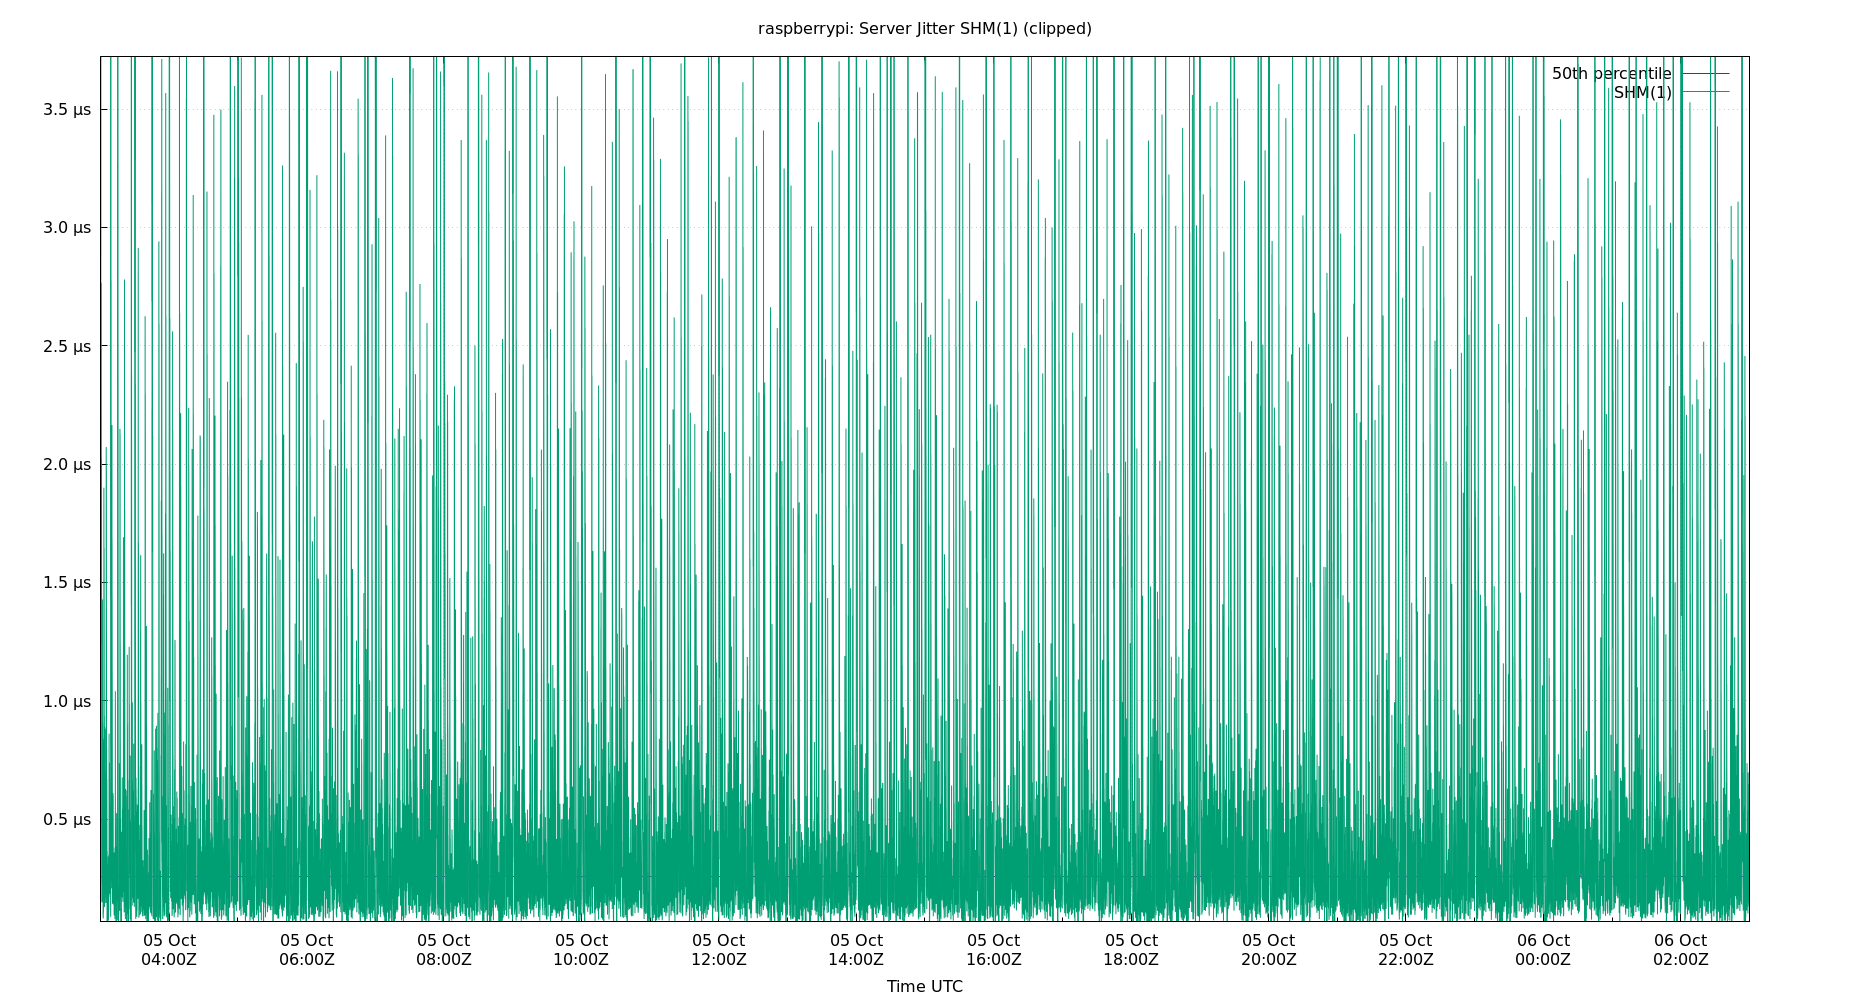 raspberrypi: Server Jitter SHM(1) (clipped)
50th percentile
SHM(1)
3.5 µs
3.0 µs
2.5 µs
2.0 µs
1.5 µs
1.0 µs
0.5 µs
05 Oct 05 Oct 05 Oct 05 Oct 05 Oct 05 Oct 05 Oct 05 Oct 05 Oct 05 Oct 06 Oct 06 Oct
04:00Z 06:00Z 08:00Z 10:00Z 12:00Z 14:00Z 16:00Z 18:00Z 20:00Z 22:00Z 00:00Z 02:00Z
Time UTC